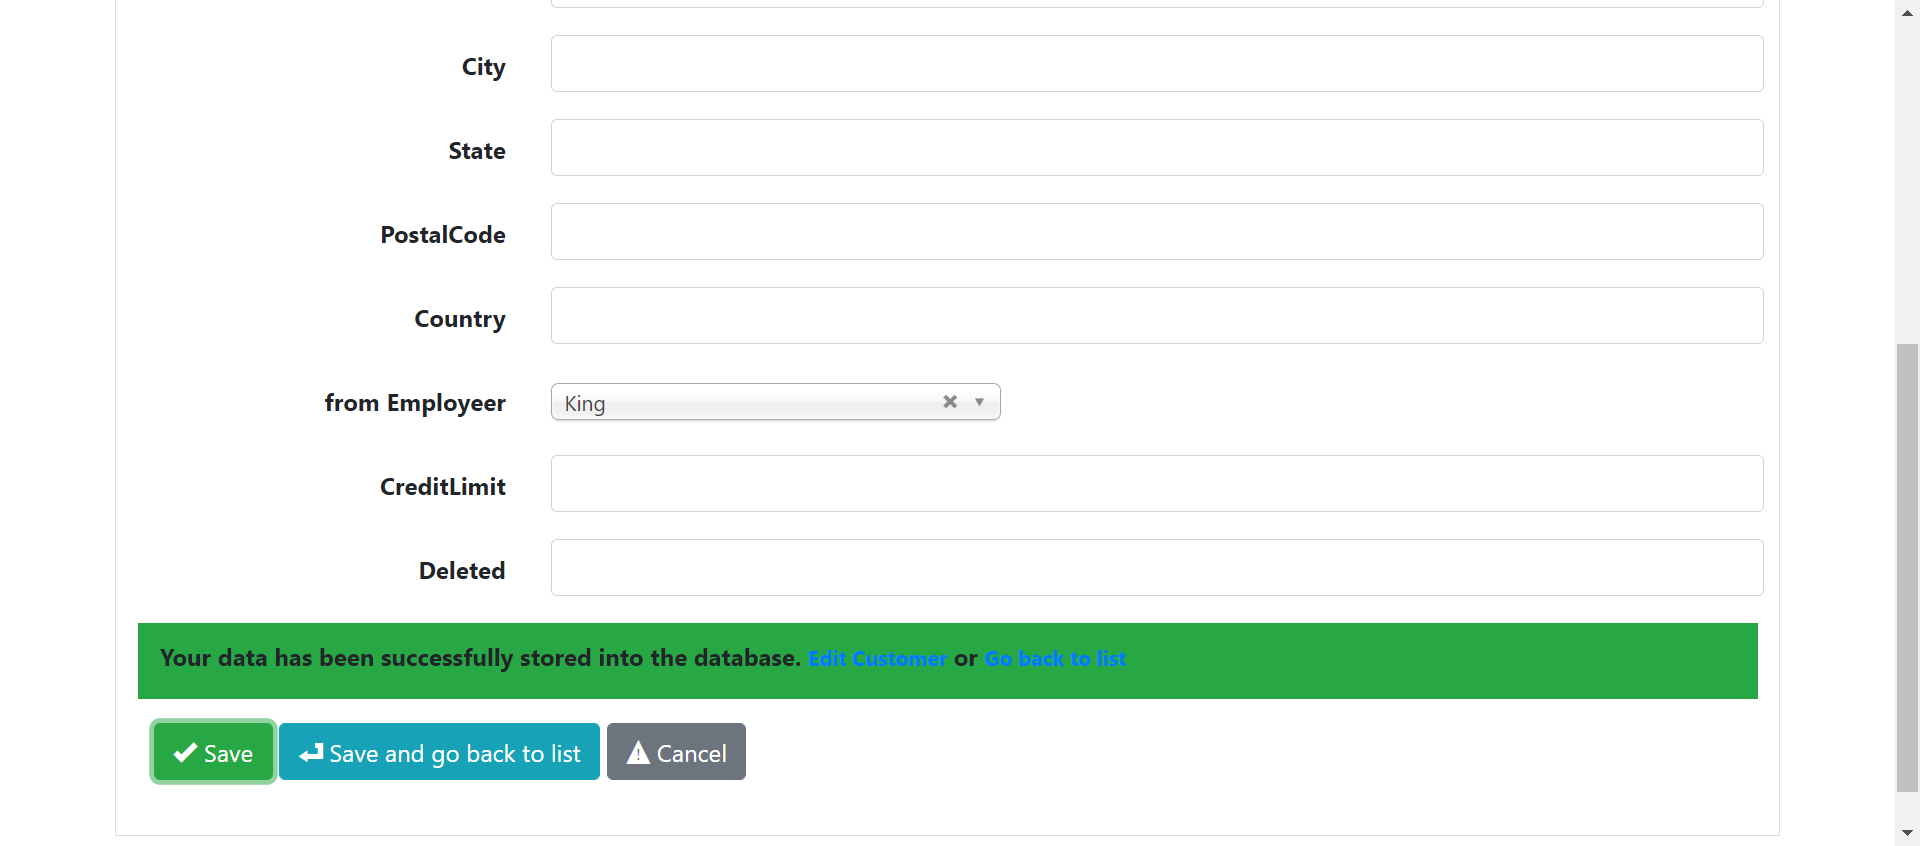 City
State
PostalCode
Country
from Employeer
King
CreditLimit
Deleted
Your data has been successfully stored into the database. Edit Customer or Go back to list
Save
Save and go back to list
Cancel